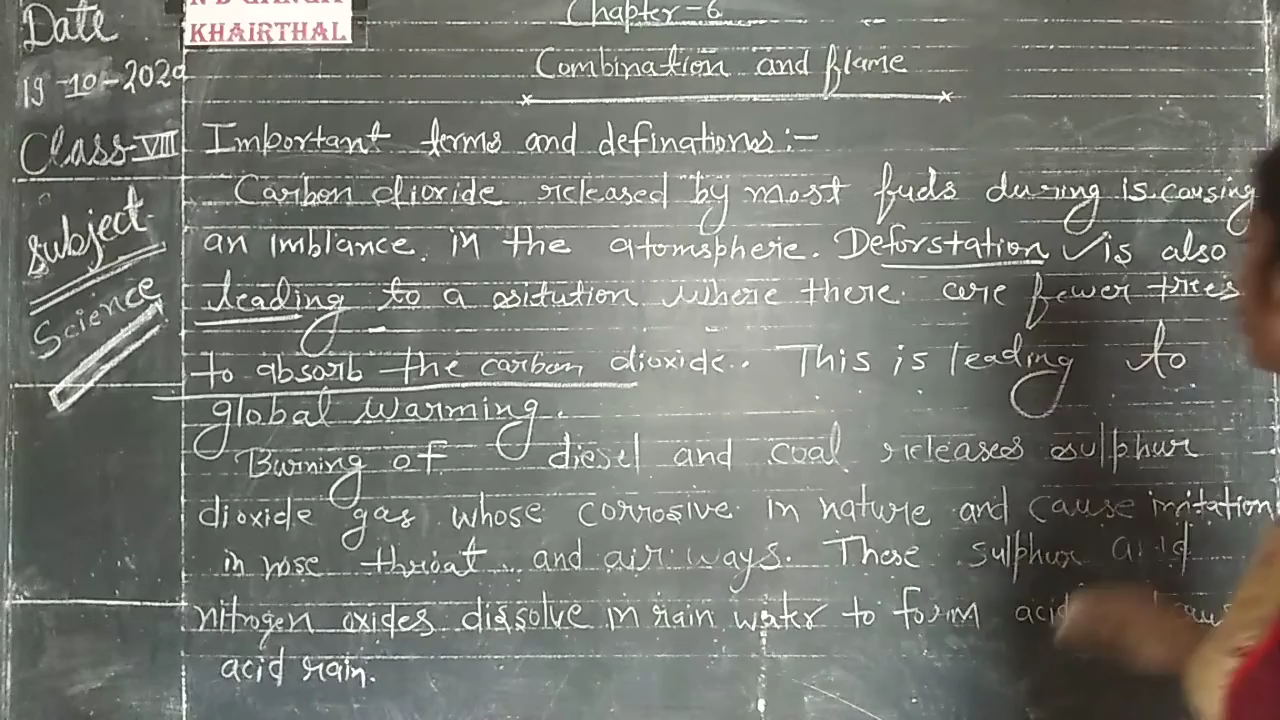 Date
19-10-2020
Class-VIII
Subject
Science
KHAIRTHAL
Chapter-6
Combination and flame
Important terms and definations:-
Carbon dioxide released by most fuds during is causing
an imblance in the atomsphere. Deforstation is also
leading to a situtution where there are fewer trees
to absorb the carbon dioxide. This is leading to
global warming.
Burning of diesel and coal releases sulphur
dioxide gas whose corrosive in nature and cause irritation
in nose throat and air ways. These sulphur and
nitrogen oxides dissolve in rain water to form acid
acid rain.